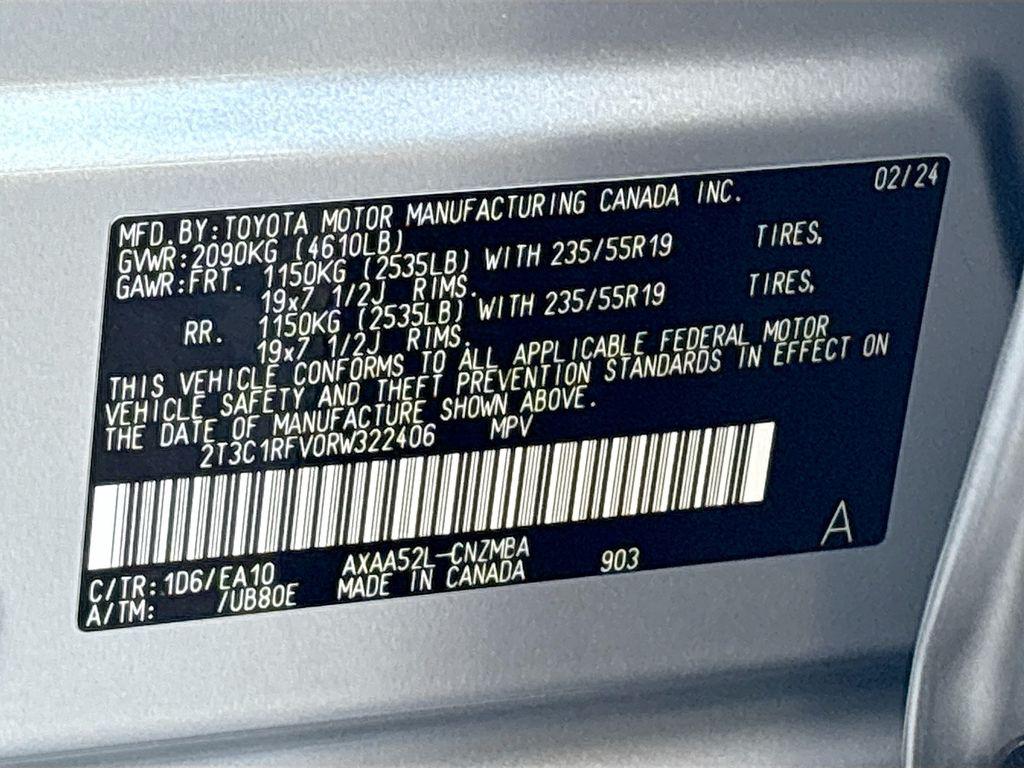 02/24
MFD.BY:TOYOTA MOTOR MANUFACTURING CANADA INC.
GVWR:2090KG (4610LB)
GAWR:FRT. 1150KG (2535LB) WITH 235/55R19 TIRES,
19x7 1/2J RIMS.
RR. 1150KG (2535LB) WITH 235/55R19 TIRES,
19x7 1/2J RIMS.
THIS VEHICLE CONFORMS TO ALL APPLICABLE FEDERAL MOTOR
VEHICLE SAFETY AND THEFT PREVENTION STANDARDS IN EFFECT ON
THE DATE OF MANUFACTURE SHOWN ABOVE.
2T3C1RFV0RW322406 MPV
A
C/TR:1D6/EA10 AXAA52L-CNZMBA 903
A/TM: /UB80E MADE IN CANADA